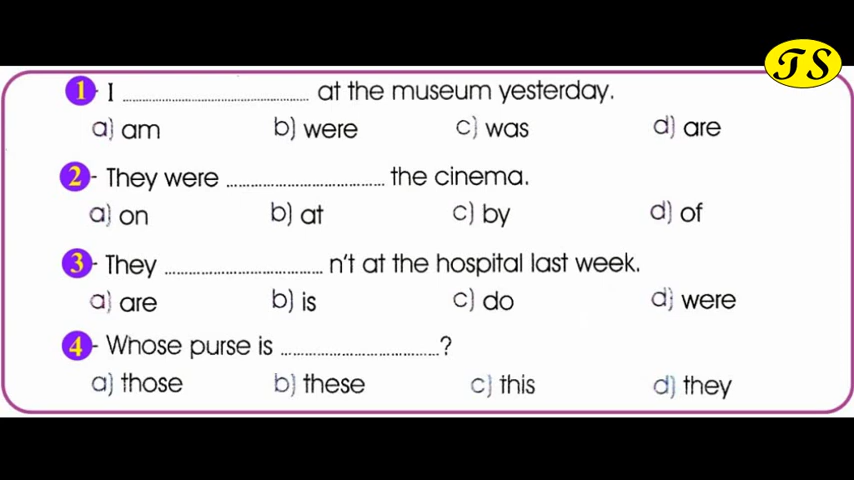 TS
1- I .................................... at the museum yesterday.
a) am b) were c) was d) are
2- They were .................................... the cinema.
a) on b) at c) by d) of
3- They .................................... n't at the hospital last week.
a) are b) is c) do d) were
4- Whose purse is ....................................?
a) those b) these c) this d) they